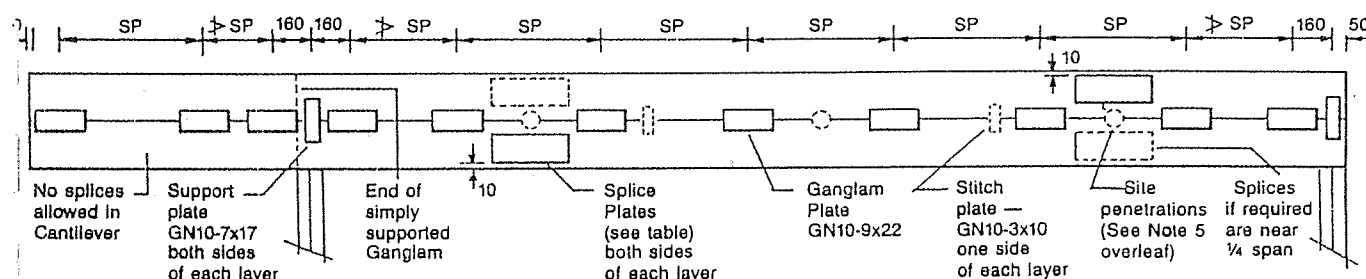 SP
⊁ SP
160
160
⊁ SP
SP
SP
SP
SP
SP
⊁ SP
160
50
10
10
No splices
allowed in
Cantilever
Support
plate
GN10-7x17
both sides
of each layer
End of
simply
supported
Ganglam
Splice
Plates
(see table)
both sides
of each layer
Ganglam
Plate
GN10-9x22
Stitch
plate —
GN10-3x10
one side
of each layer
Site
penetrations
(See Note 5
overleaf)
Splices
if required
are near
¼ span